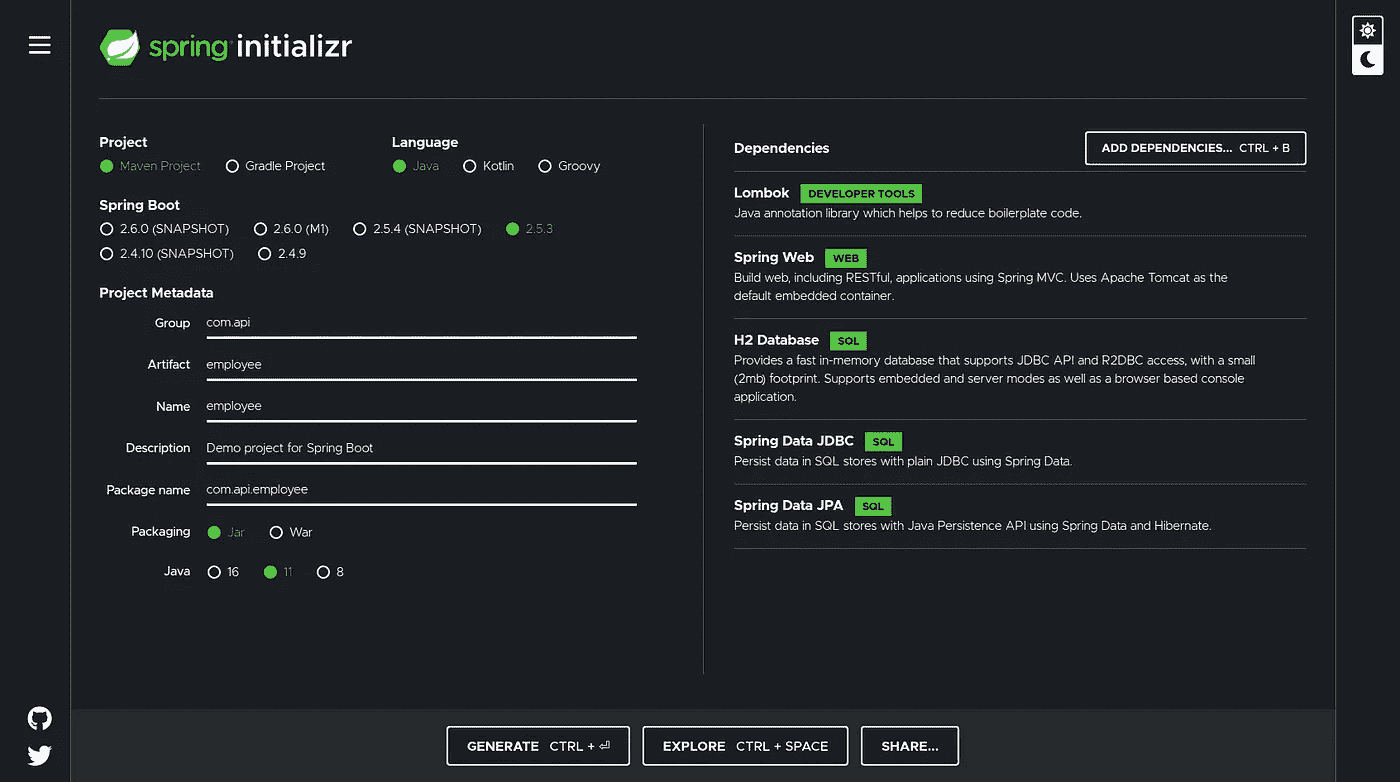 spring initializr
Project
Maven Project Gradle Project
Language
Java Kotlin Groovy
Spring Boot
2.6.0 (SNAPSHOT) 2.6.0 (M1) 2.5.4 (SNAPSHOT) 2.5.3
2.4.10 (SNAPSHOT) 2.4.9
Project Metadata
Group com.api
Artifact employee
Name employee
Description Demo project for Spring Boot
Package name com.api.employee
Packaging Jar War
Java 16 11 8
Dependencies
ADD DEPENDENCIES... CTRL + B
Lombok DEVELOPER TOOLS
Java annotation library which helps to reduce boilerplate code.
Spring Web WEB
Build web, including RESTful, applications using Spring MVC. Uses Apache Tomcat as the
default embedded container.
H2 Database SQL
Provides a fast in-memory database that supports JDBC API and R2DBC access, with a small
(2mb) footprint. Supports embedded and server modes as well as a browser based console
application.
Spring Data JDBC SQL
Persist data in SQL stores with plain JDBC using Spring Data.
Spring Data JPA SQL
Persist data in SQL stores with Java Persistence API using Spring Data and Hibernate.
GENERATE CTRL + ⏎
EXPLORE CTRL + SPACE
SHARE...